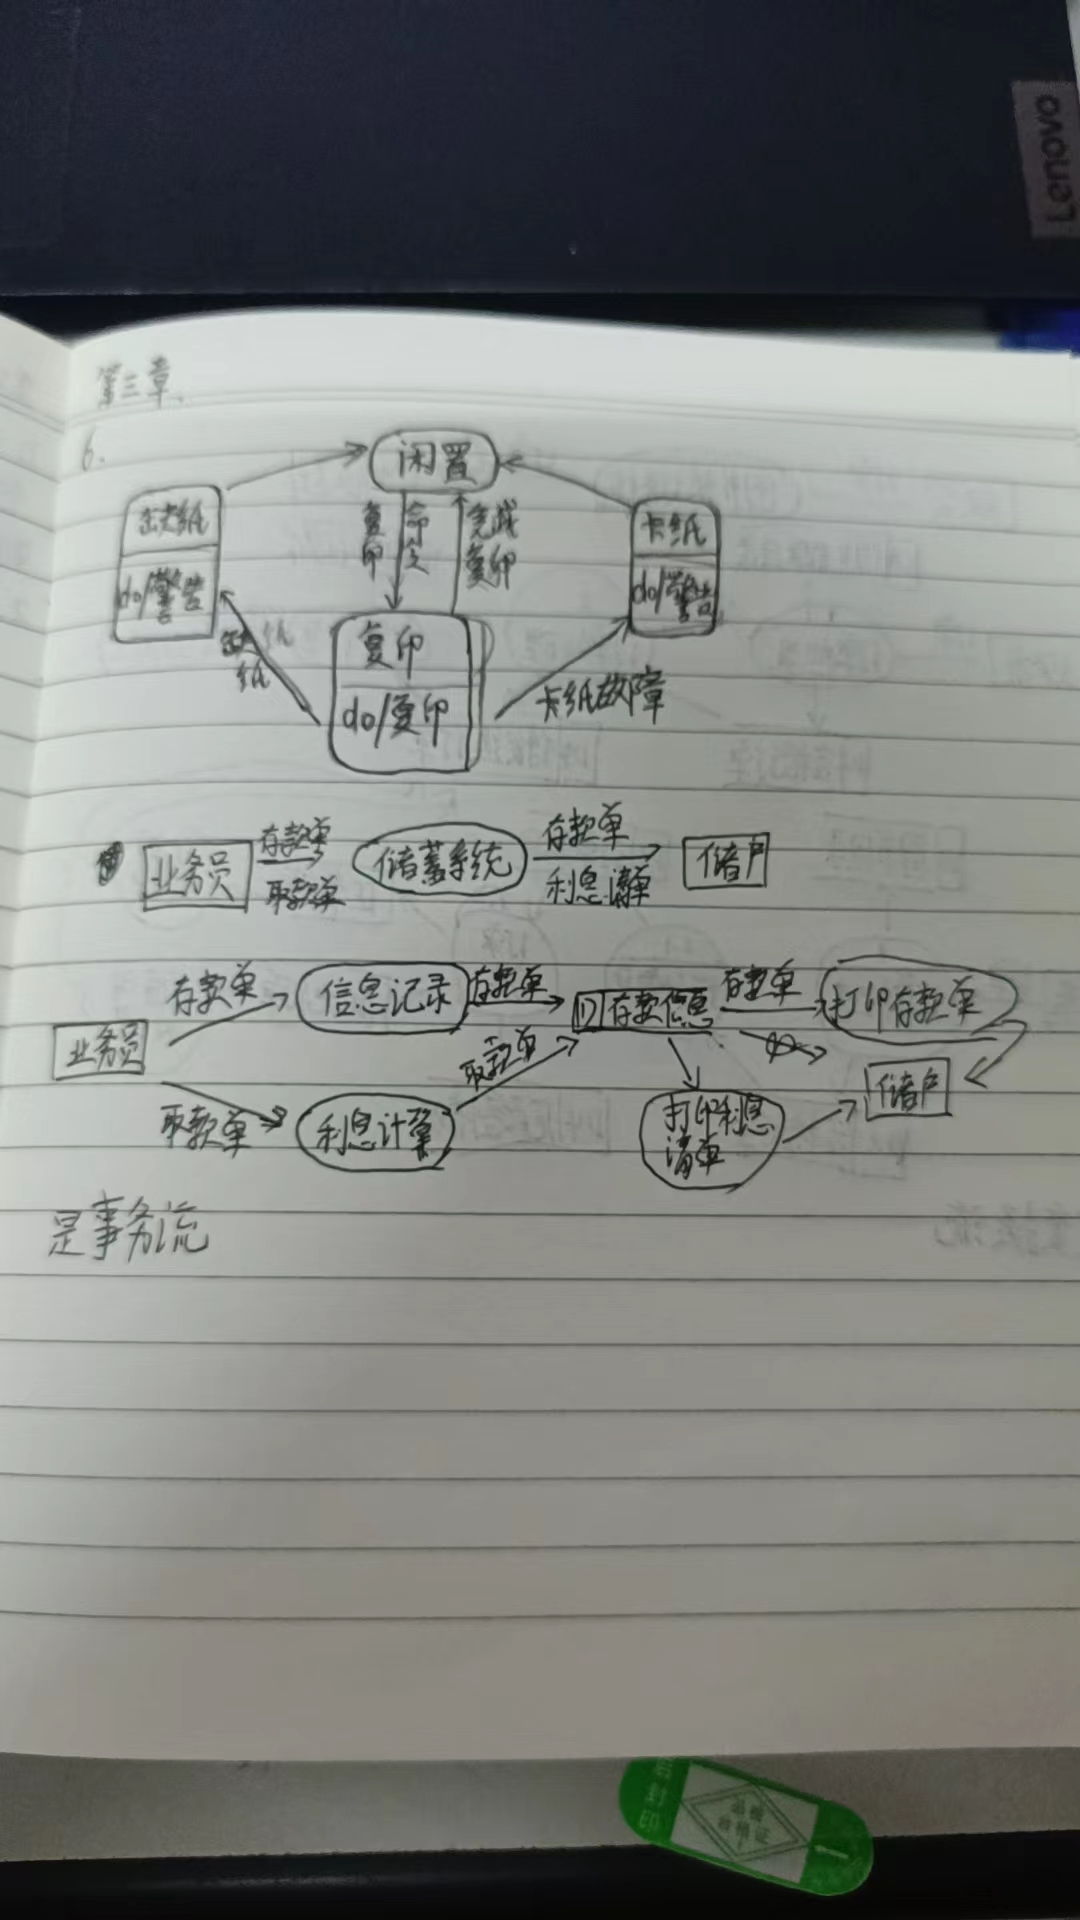 Lenovo
第三章.
6.
闲置
缺纸
do/警告
复印命令
完成复印
卡纸
do/警告
缺纸
复印
do/复印
卡纸故障
业务员
存款单
取款单
储蓄系统
存款单
利息清单
储户
存款单
信息记录
存款单
D 存款信息
存款单
打印存款单
业务员
取款单
储户
取款单
利息计算
打印利息
清单
是事务流
1